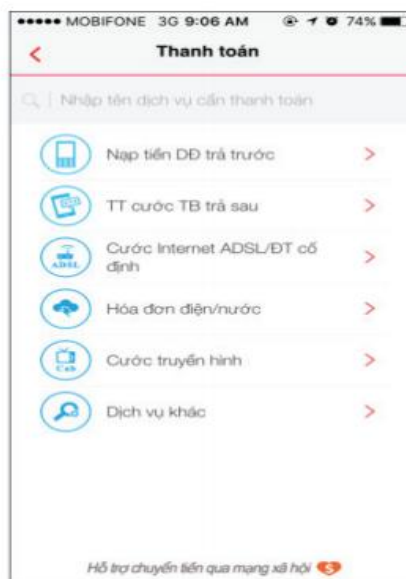 MOBIFONE 3G 9:06 AM 74%
Thanh toán
Nhập tên dịch vụ cần thanh toán
Nạp tiền DĐ trả trước
TT cước TB trả sau
Cước Internet ADSL/ĐT cố
định
ADSL
Hóa đơn điện/nước
Cước truyền hình
Cab
Dịch vụ khác
Hỗ trợ chuyển tiền qua mạng xã hội